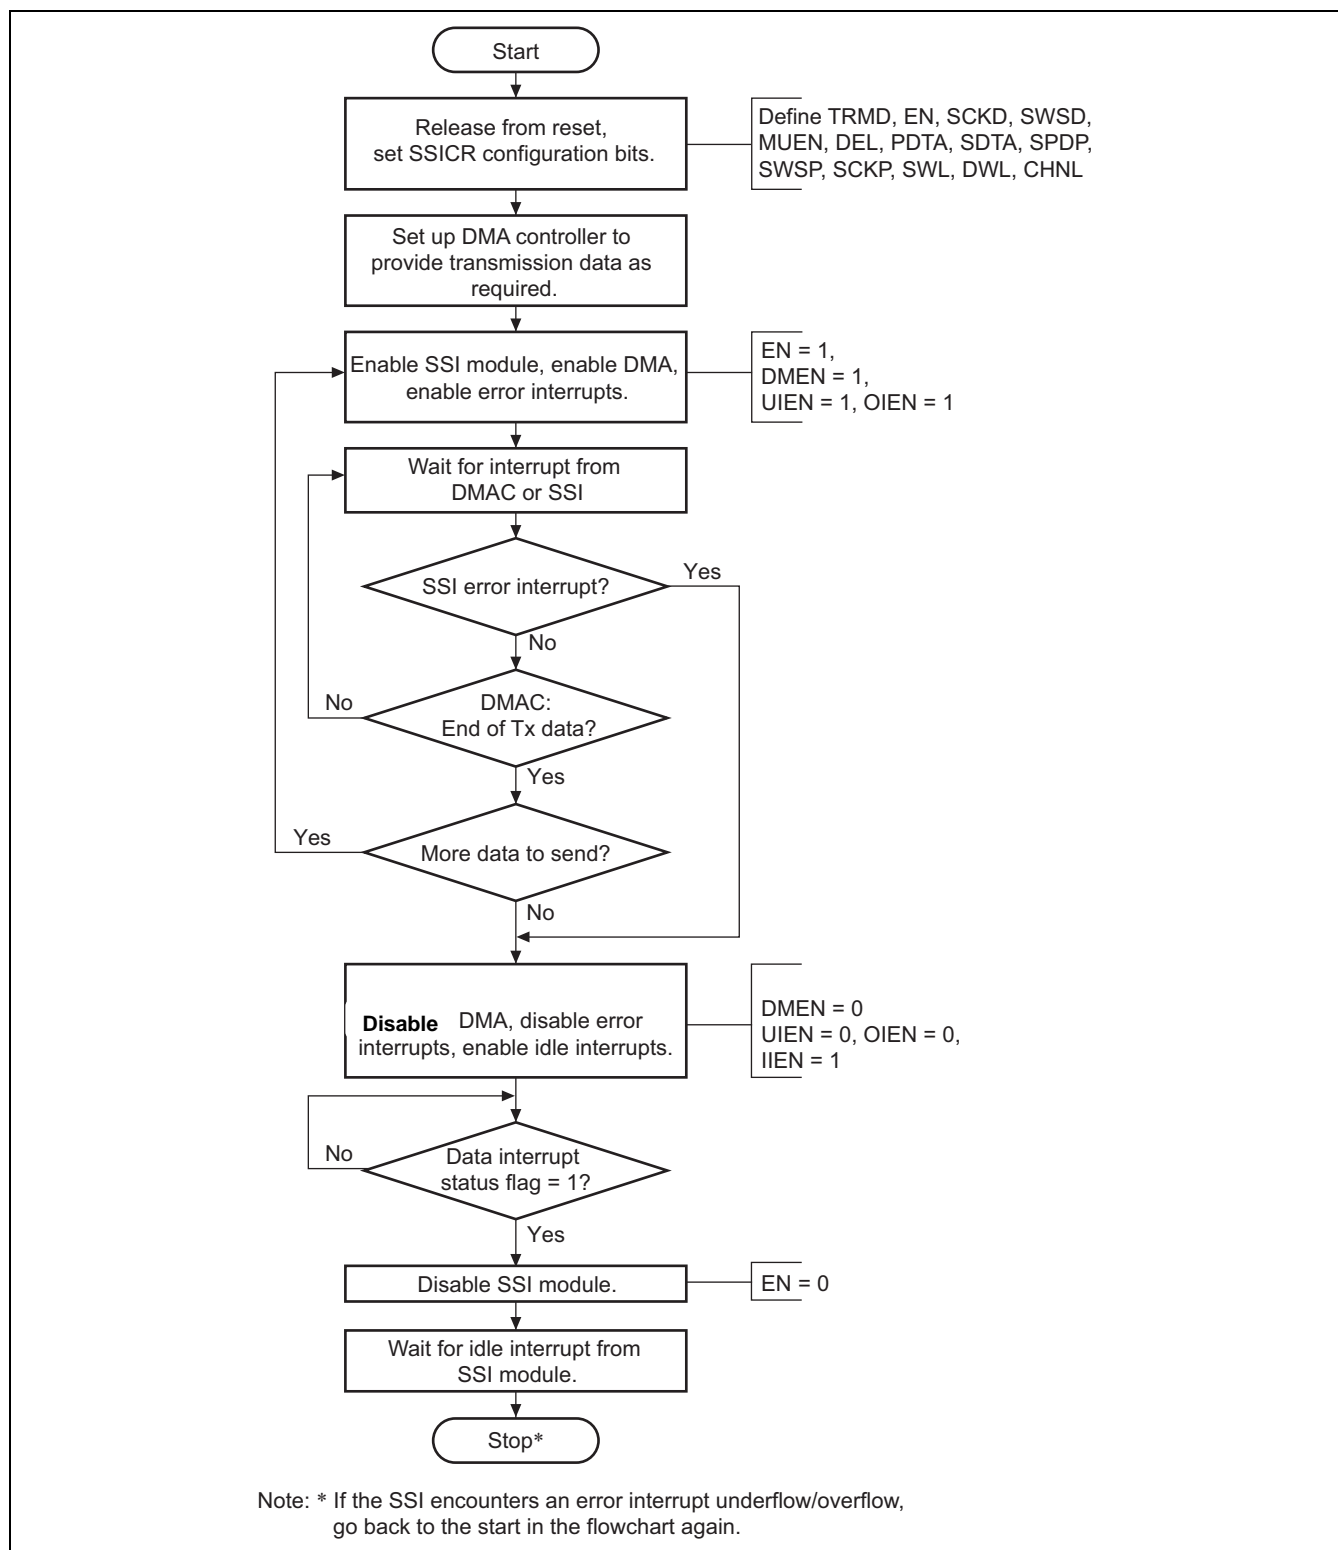 Start
Release from reset,
set SSICR configuration bits.
Define TRMD, EN, SCKD, SWSD,
MUEN, DEL, PDTA, SDTA, SPDP,
SWSP, SCKP, SWL, DWL, CHNL
Set up DMA controller to
provide transmission data as
required.
Enable SSI module, enable DMA,
enable error interrupts.
EN = 1,
DMEN = 1,
UIEN = 1, OIEN = 1
Wait for interrupt from
DMAC or SSI
SSI error interrupt?
Yes
No
DMAC:
End of Tx data?
No
Yes
More data to send?
Yes
No
Disable DMA, disable error
interrupts, enable idle interrupts.
DMEN = 0
UIEN = 0, OIEN = 0,
IIEN = 1
Data interrupt
status flag = 1?
No
Yes
Disable SSI module.
EN = 0
Wait for idle interrupt from
SSI module.
Stop*
Note: * If the SSI encounters an error interrupt underflow/overflow,
go back to the start in the flowchart again.